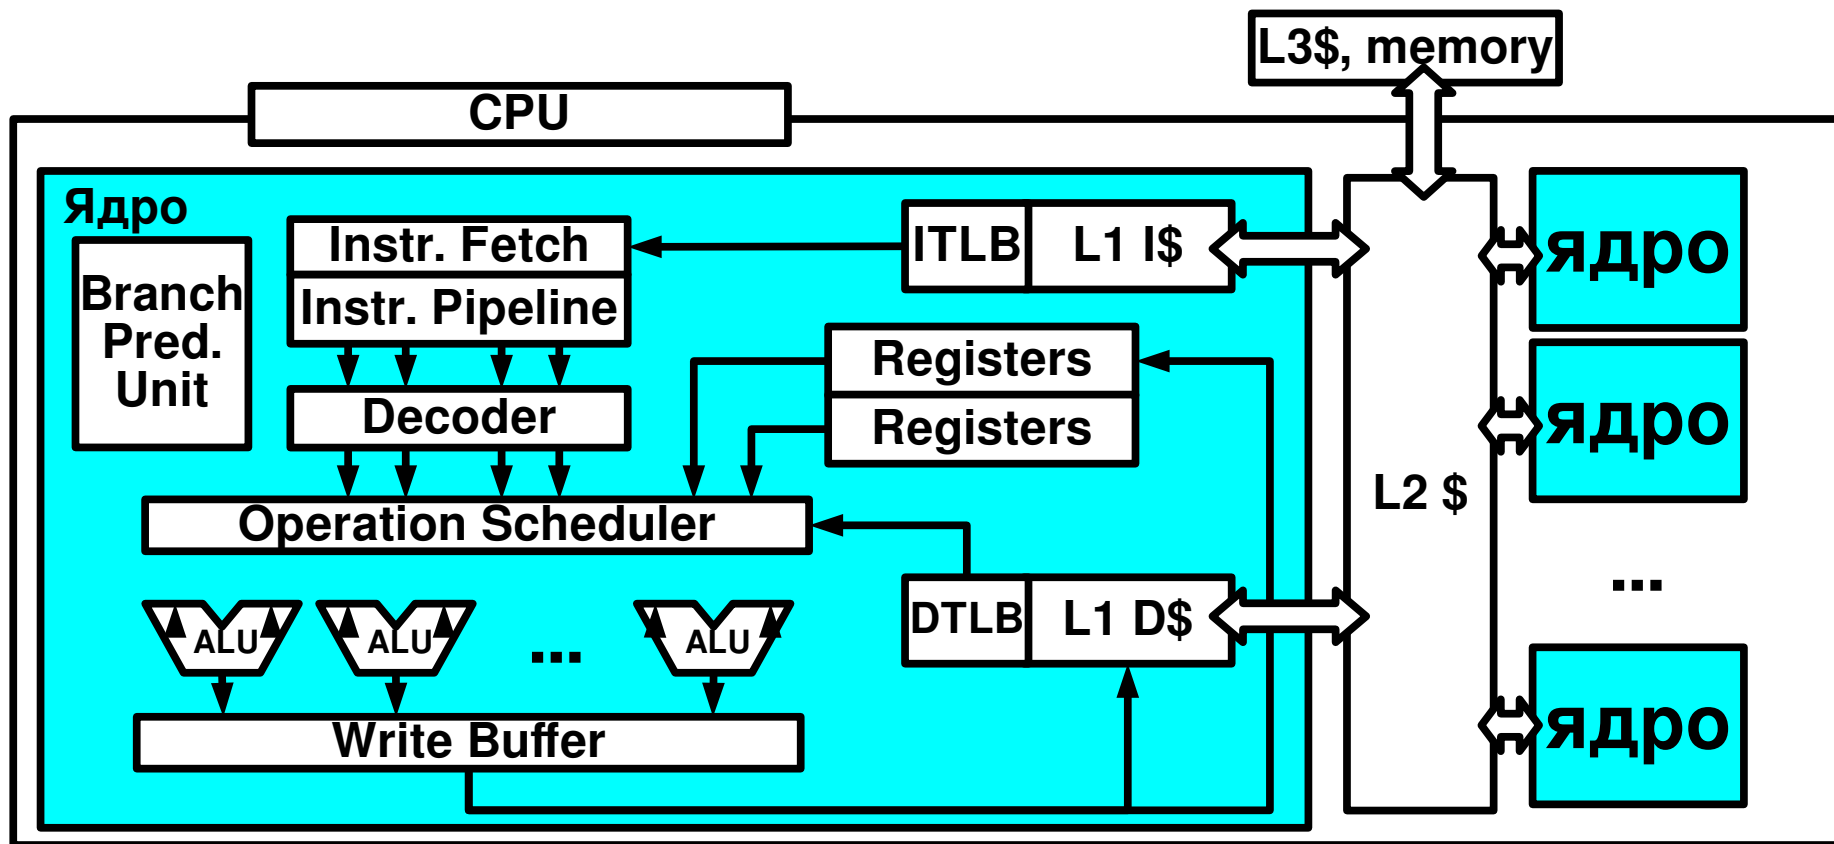 L3$, memory
CPU
Ядро
Branch
Pred.
Unit
Instr. Fetch
Instr. Pipeline
Decoder
ITLB
L1 I$
Registers
Registers
Operation Scheduler
ALU
ALU
...
ALU
DTLB
L1 D$
Write Buffer
L2 $
ядро
ядро
...
ядро